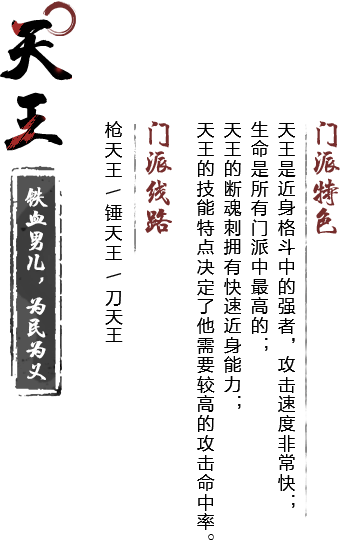 天王
铁血男儿，为民为义
门派特色
天王是近身格斗中的强者，攻击速度非常快；
生命是所有门派中最高的；
天王的断魂刺拥有快速近身能力；
天王的技能特点决定了他需要较高的攻击命中率。
门派线路
枪天王 / 锤天王 / 刀天王